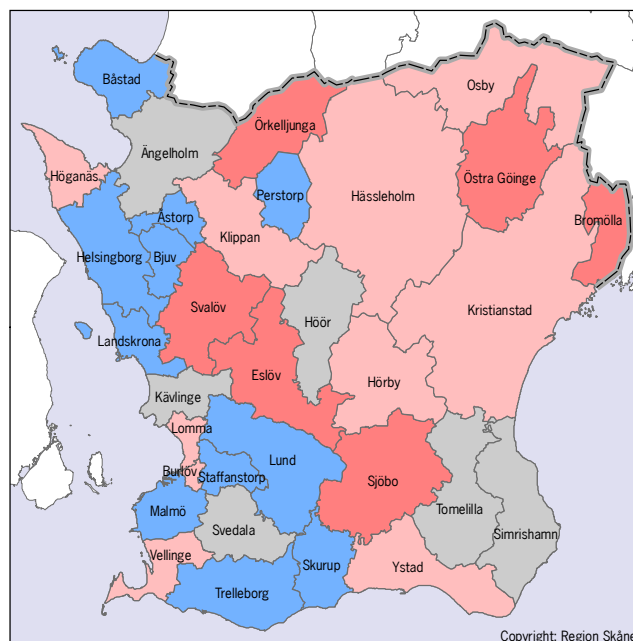 Båstad
Osby
Örkelljunga
Ängelholm
Höganäs
Perstorp
Hässleholm
Östra Göinge
Åstorp
Bromölla
Klippan
Helsingborg
Bjuv
Svalöv
Kristianstad
Höör
Landskrona
Eslöv
Kävlinge
Hörby
Lomma
Lund
Burlöv
Staffanstorp
Sjöbo
Malmö
Tomelilla
Svedala
Simrishamn
Vellinge
Skurup
Ystad
Trelleborg
Copyright: Region Skåne